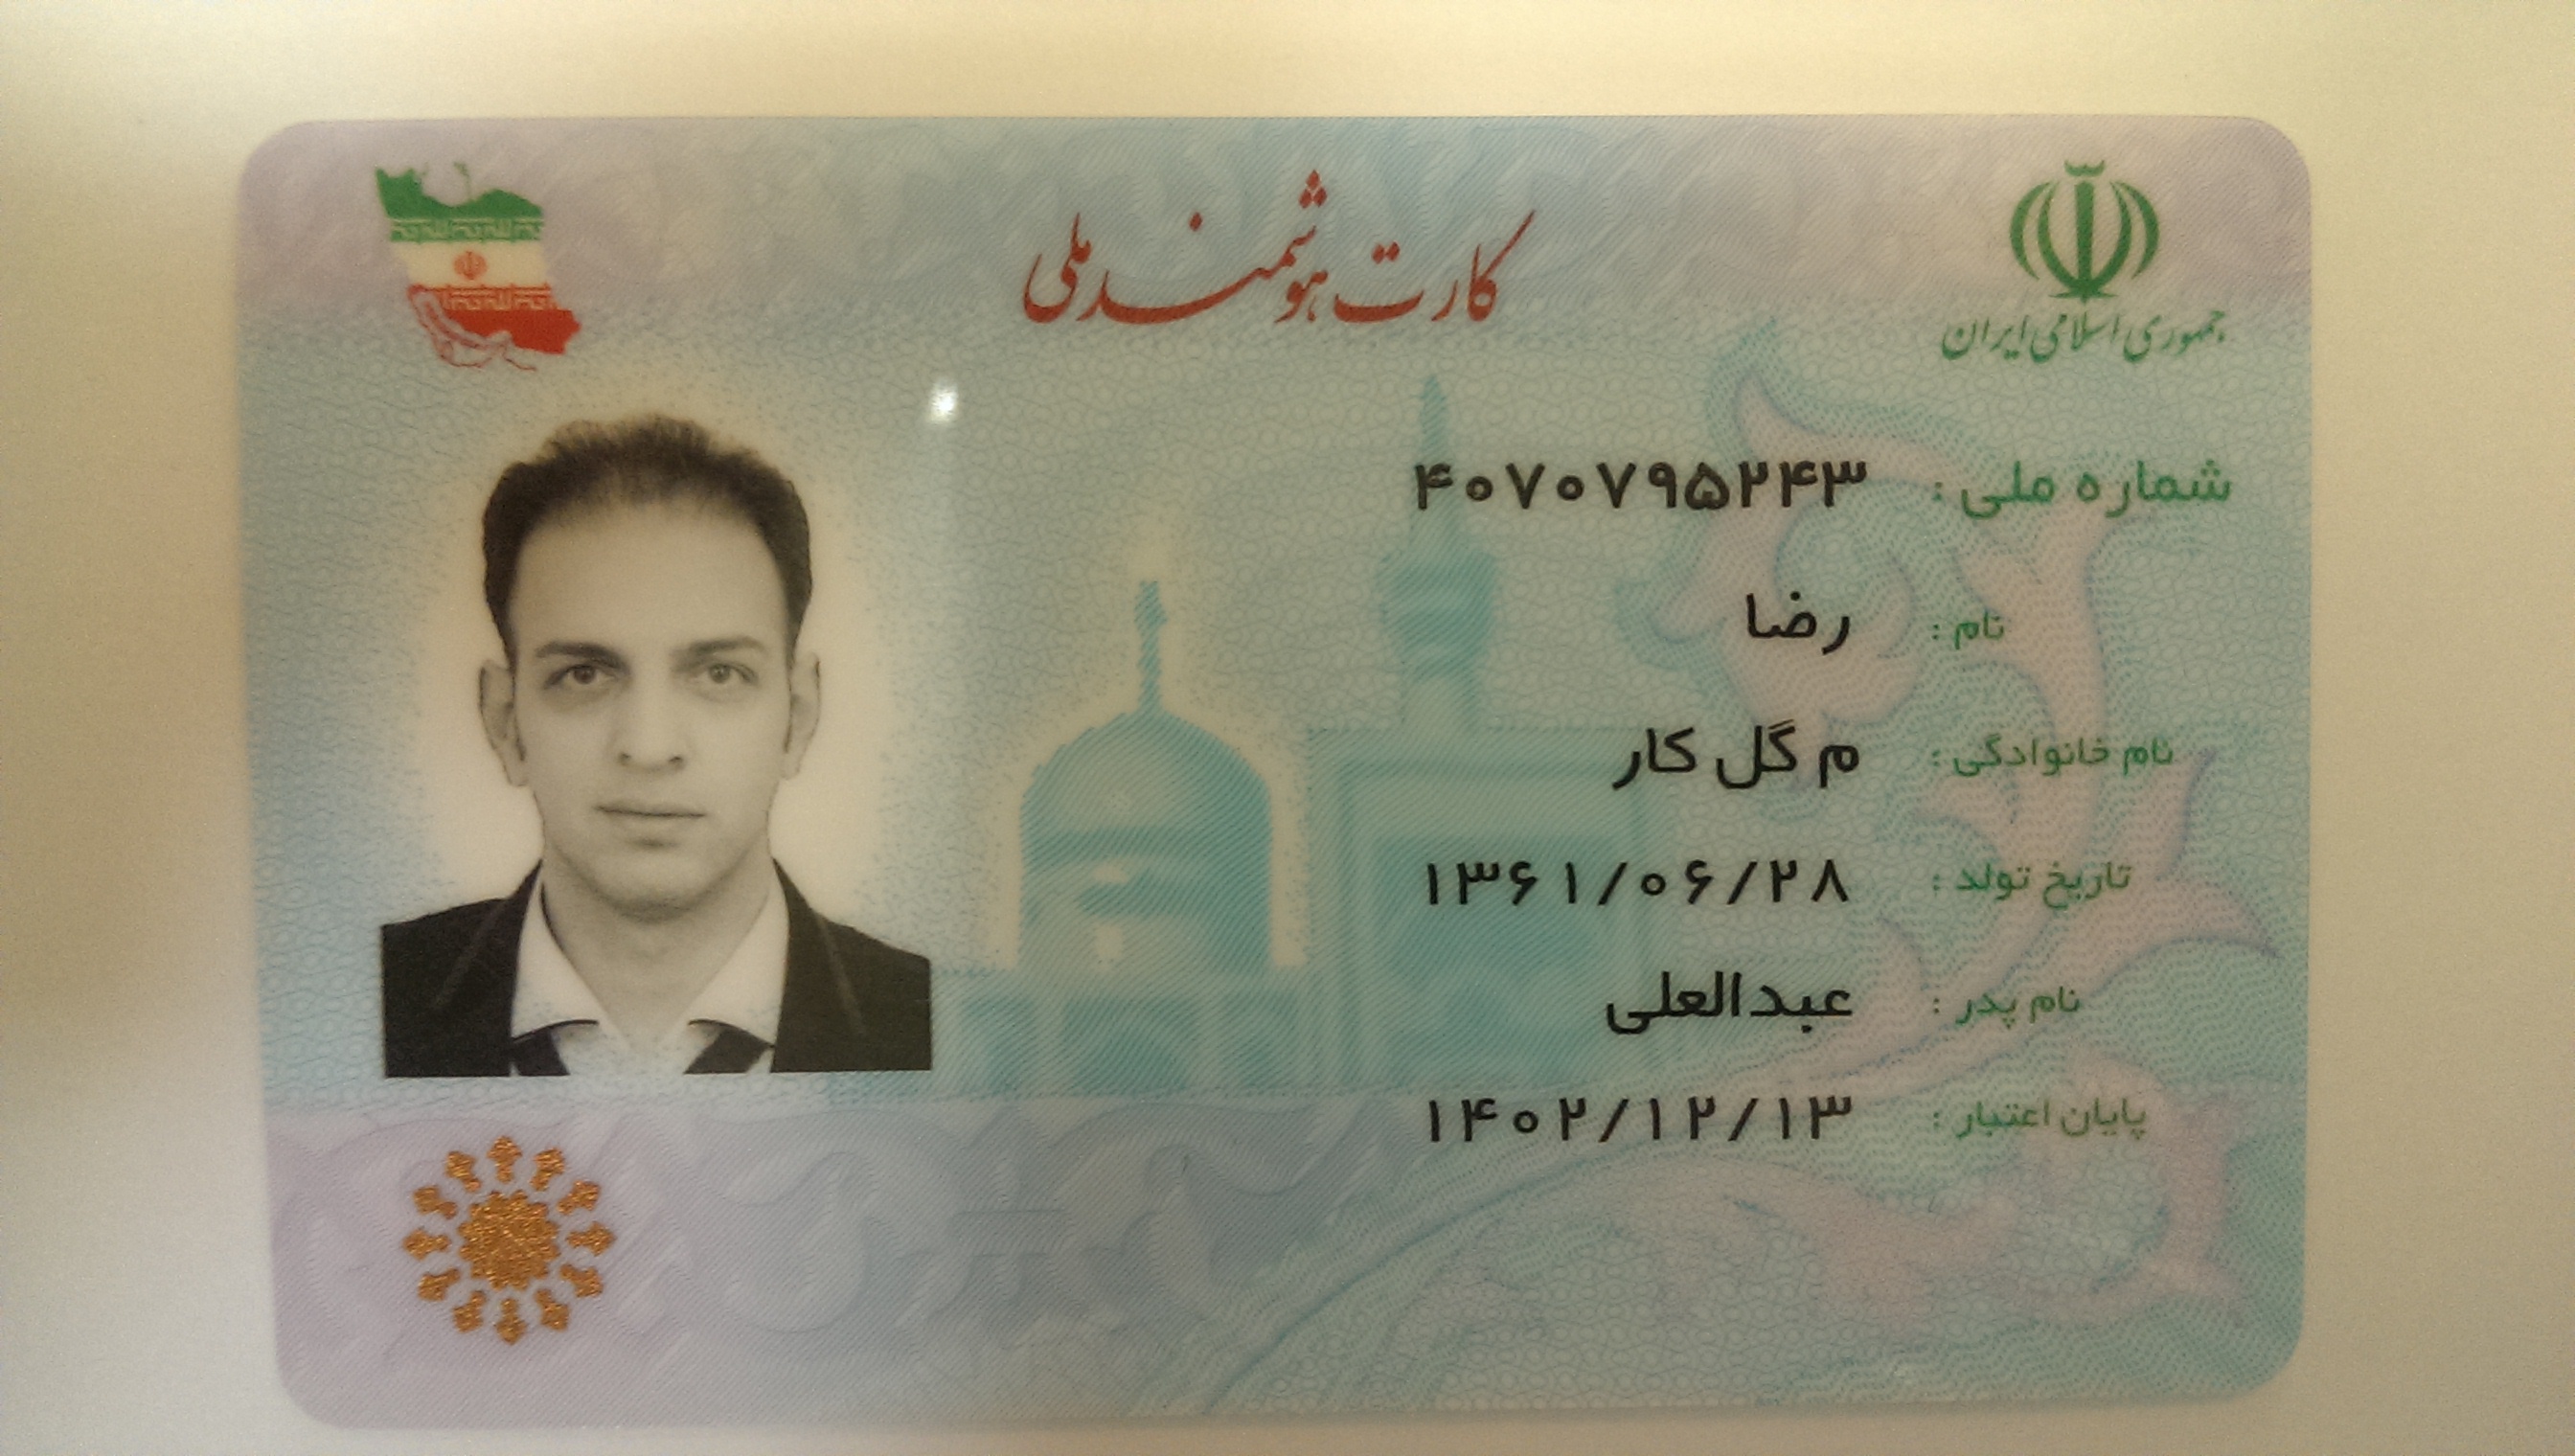 کارت هوشمند ملی
جمهوری اسلامی ایران
شماره ملی : ۴۰۷۰۷۹۵۲۴۳
نام : رضا
نام خانوادگی : م گل کار
تاریخ تولد : ۱۳۶۱/۰۶/۲۸
نام پدر : عبدالعلی
پایان اعتبار : ۱۴۰۲/۱۲/۱۳